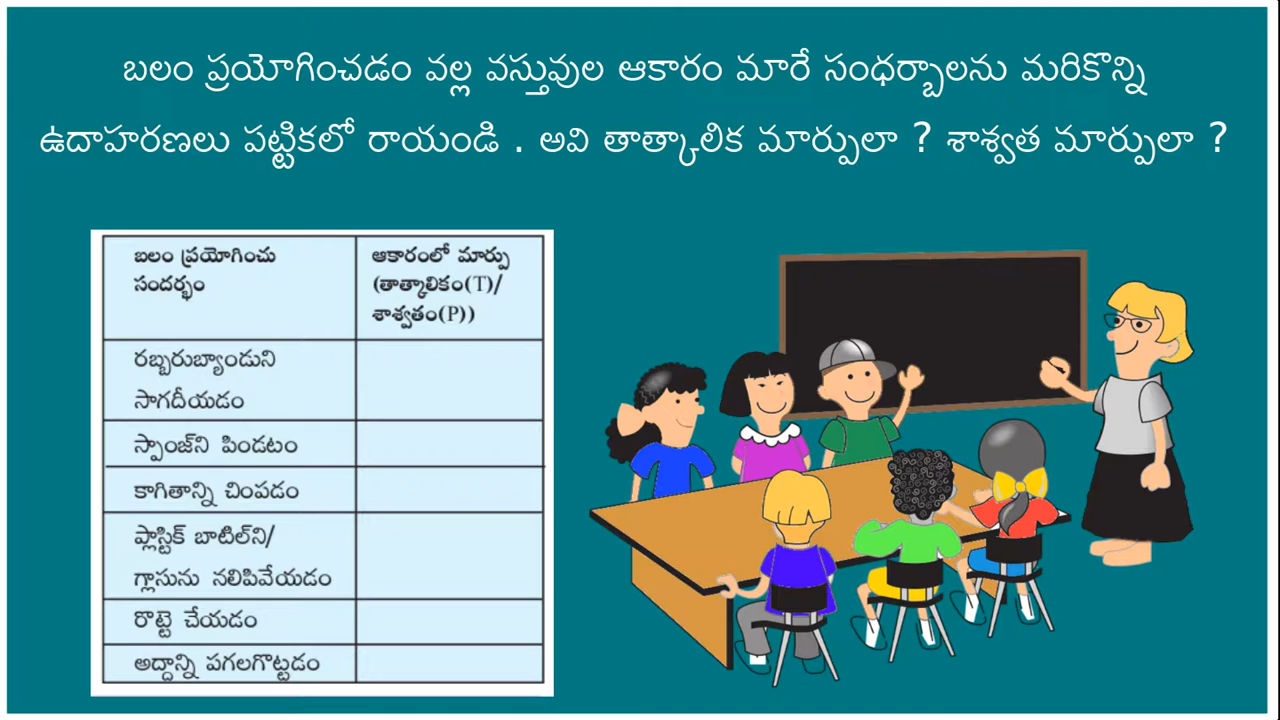 బలం ప్రయోగించడం వల్ల వస్తువుల ఆకారం మారే సంధర్భాలను మరికొన్ని
ఉదాహరణలు పట్టికలో రాయండి . అవి తాత్కాలిక మార్పులా ? శాశ్వత మార్పులా ?
బలం ప్రయోగించు
సందర్భం
ఆకారంలో మార్పు
(తాత్కాలికం(T)/
శాశ్వతం(P))
రబ్బరుబ్యాండుని
సాగదీయడం
స్పాంజ్‌ని పిండటం
కాగితాన్ని చింపడం
ప్లాస్టిక్ బాటిల్‌ని/
గ్లాసును నలిపివేయడం
రొట్టె చేయడం
అద్దాన్ని పగలగొట్టడం